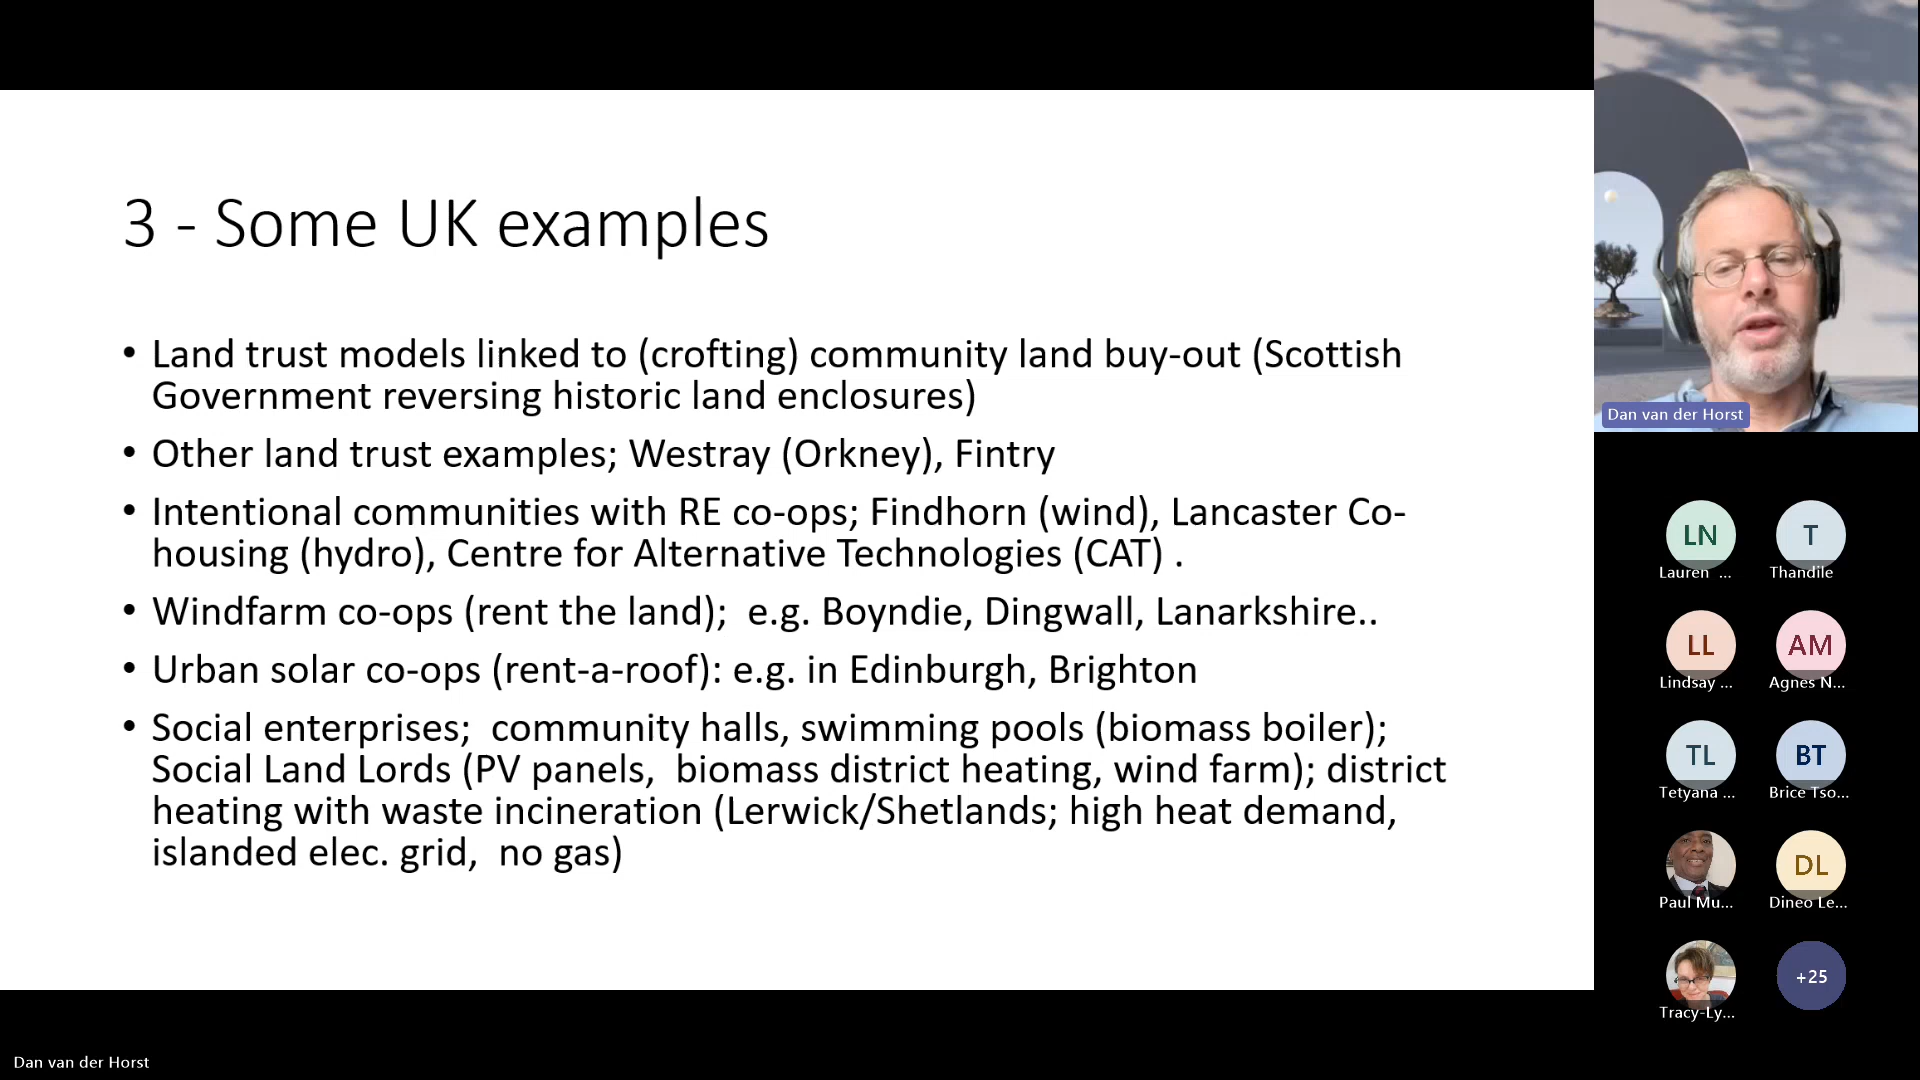 3 - Some UK examples
• Land trust models linked to (crofting) community land buy-out (Scottish
Government reversing historic land enclosures)
• Other land trust examples; Westray (Orkney), Fintry
• Intentional communities with RE co-ops; Findhorn (wind), Lancaster Co-
housing (hydro), Centre for Alternative Technologies (CAT) .
• Windfarm co-ops (rent the land);  e.g. Boyndie, Dingwall, Lanarkshire..
• Urban solar co-ops (rent-a-roof): e.g. in Edinburgh, Brighton
• Social enterprises;  community halls, swimming pools (biomass boiler);
Social Land Lords (PV panels,  biomass district heating, wind farm); district
heating with waste incineration (Lerwick/Shetlands; high heat demand,
islanded elec. grid,  no gas)
Dan van der Horst
LN
Lauren ...
T
Thandile
LL
Lindsay ...
AM
Agnes N...
TL
Tetyana ...
BT
Brice Tso...
Paul Mu...
DL
Dineo Le...
Tracy-Ly...
+25
Dan van der Horst